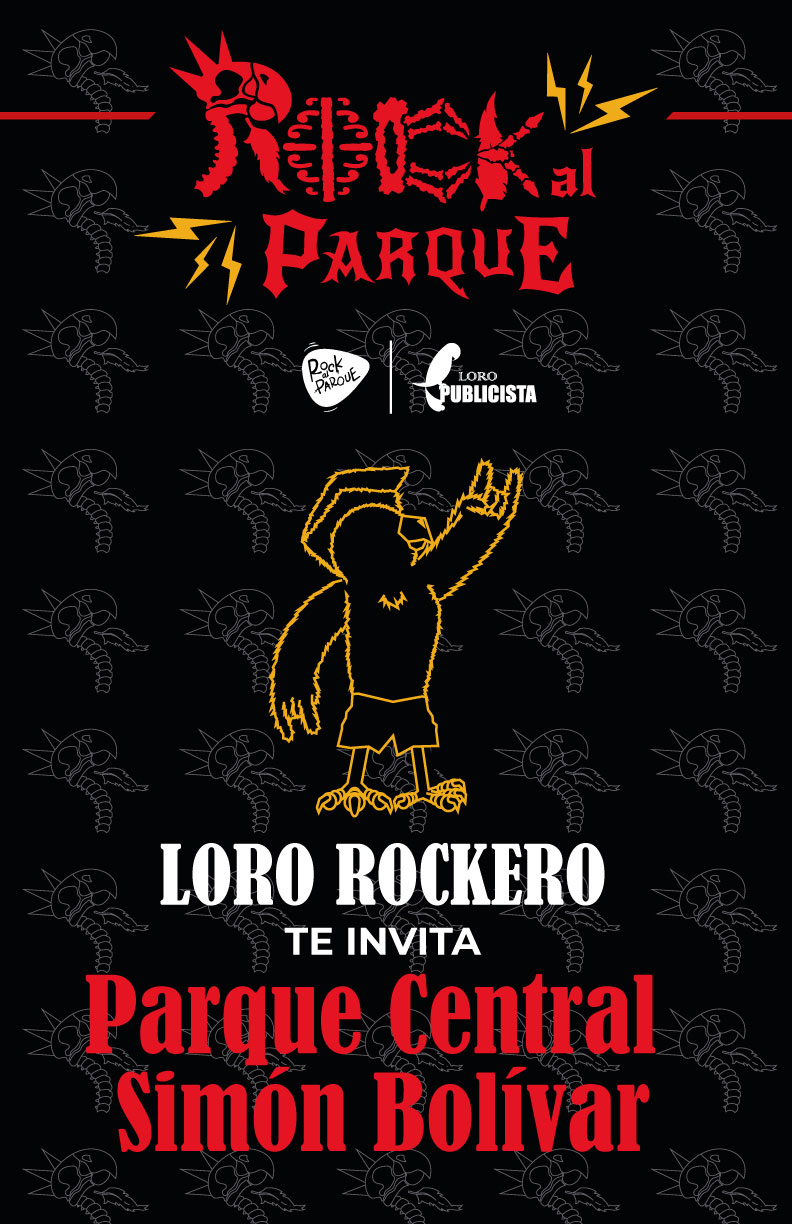 ROCK al
PARQUE
Rock
al
PARQUE
LORO
PUBLICISTA
LORO ROCKERO
TE INVITA
Parque Central
Simón Bolívar